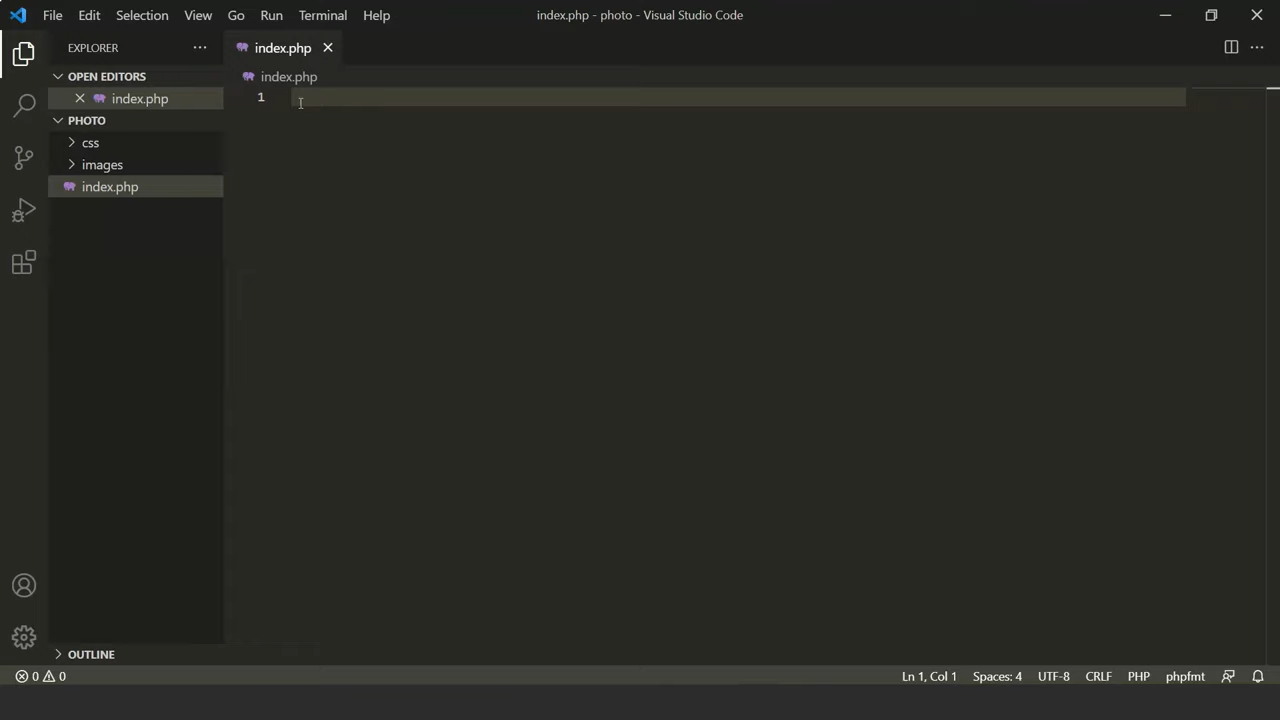 File Edit Selection View Go Run Terminal Help index.php - photo - Visual Studio Code
EXPLORER ··· index.php
OPEN EDITORS index.php
index.php 1
PHOTO
css
images
index.php
OUTLINE
0 0 Ln 1, Col 1 Spaces: 4 UTF-8 CRLF PHP phpfmt